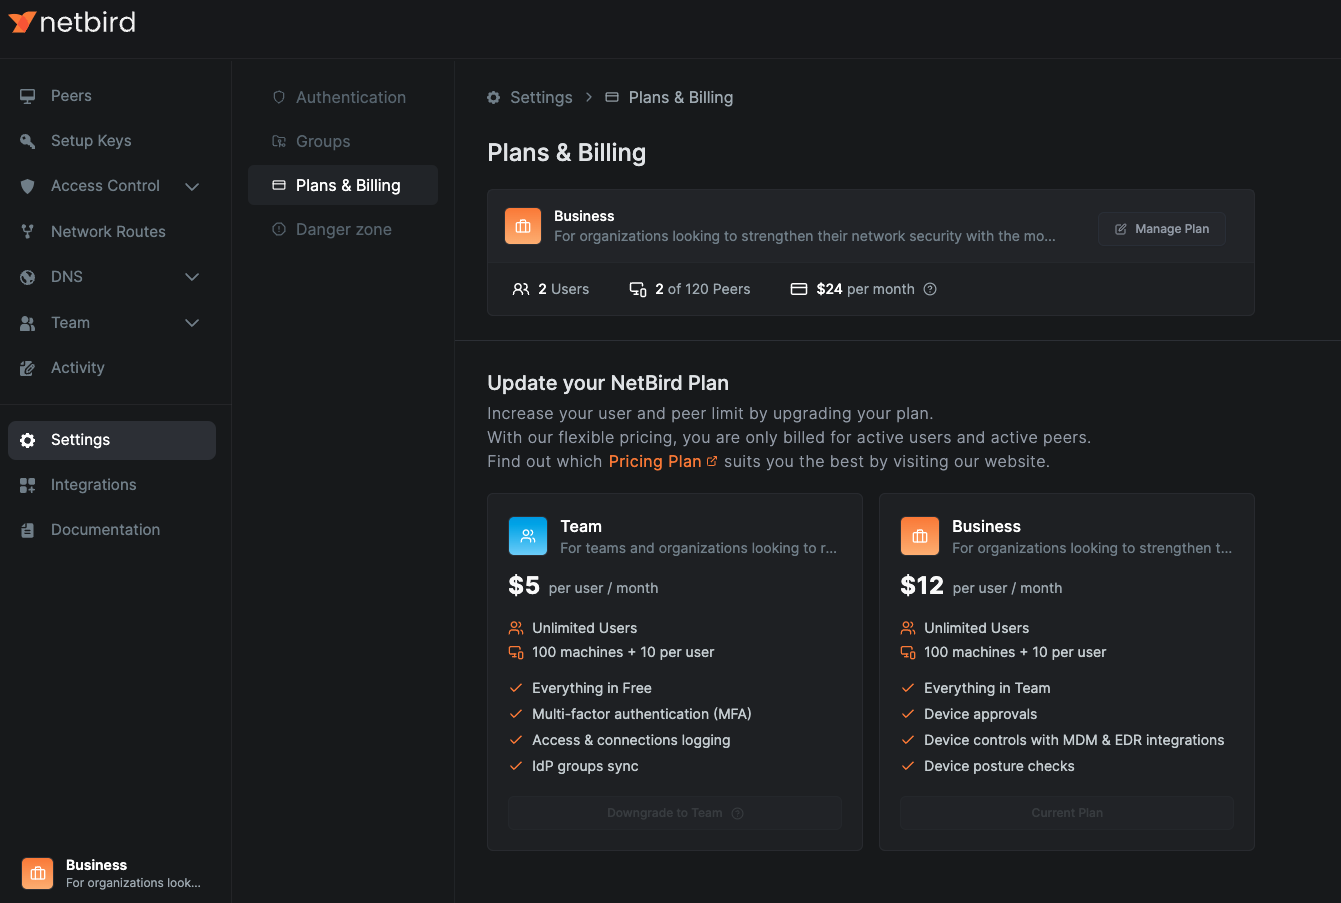 netbird
Peers
Setup Keys
Access Control
Network Routes
DNS
Team
Activity
Settings
Integrations
Documentation
Business
For organizations look...
Authentication
Groups
Plans & Billing
Danger zone
Settings > Plans & Billing
Plans & Billing
Business
For organizations looking to strengthen their network security with the mo...
Manage Plan
2 Users
2 of 120 Peers
$24 per month
Update your NetBird Plan
Increase your user and peer limit by upgrading your plan.
With our flexible pricing, you are only billed for active users and active peers.
Find out which Pricing Plan suits you the best by visiting our website.
Team
For teams and organizations looking to r...
$5 per user / month
Unlimited Users
100 machines + 10 per user
Everything in Free
Multi-factor authentication (MFA)
Access & connections logging
IdP groups sync
Downgrade to Team
Business
For organizations looking to strengthen t...
$12 per user / month
Unlimited Users
100 machines + 10 per user
Everything in Team
Device approvals
Device controls with MDM & EDR integrations
Device posture checks
Current Plan